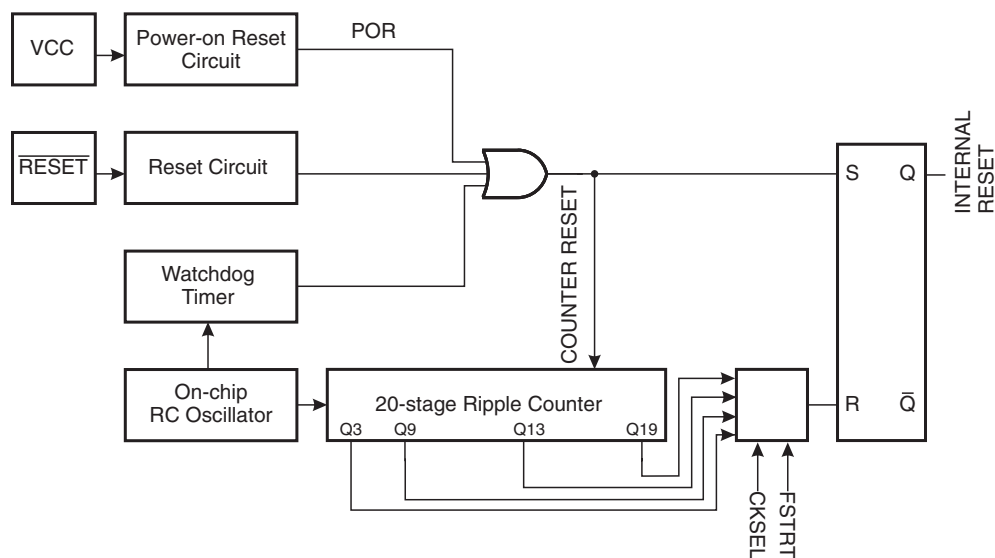 VCC
Power-on Reset
Circuit
POR
RESET
Reset Circuit
Watchdog
Timer
On-chip
RC Oscillator
COUNTER RESET
20-stage Ripple Counter
Q3
Q9
Q13
Q19
CKSEL
FSTRT
S
Q
R
Q̅
INTERNAL
RESET